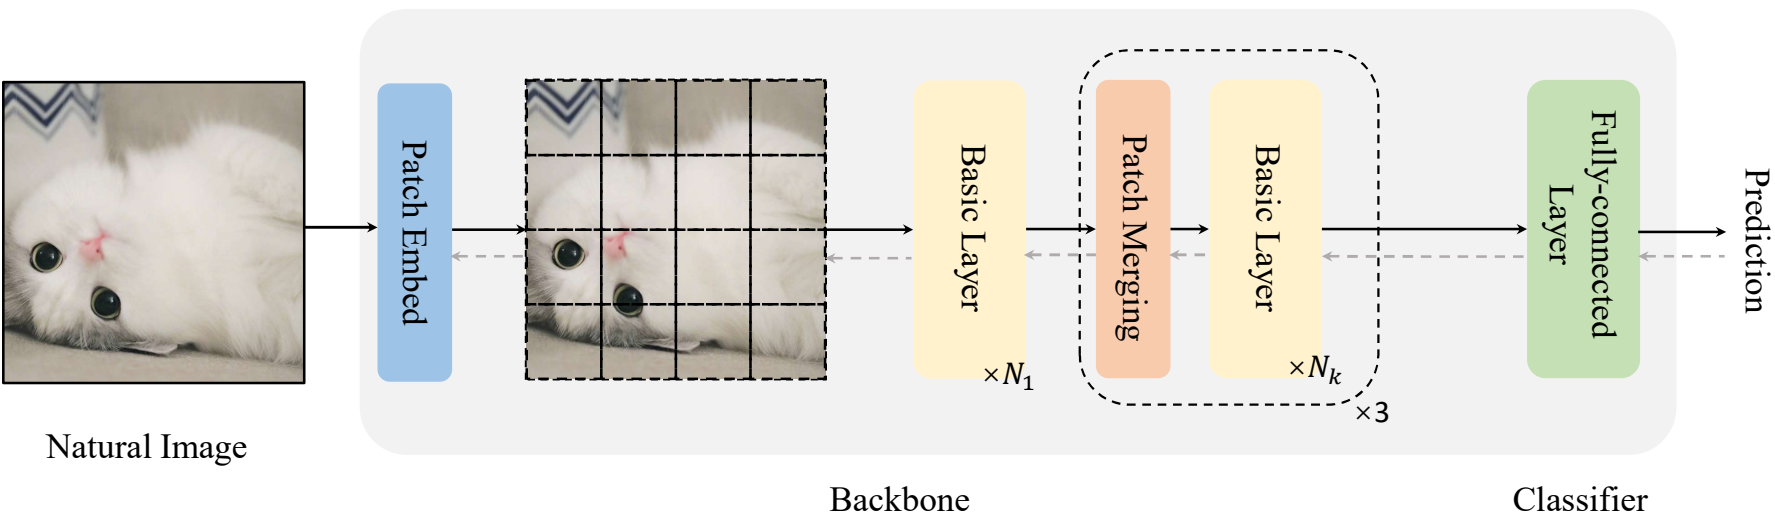 Patch Embed
Basic Layer
×N₁
Patch Merging
Basic Layer
×Nₖ
×3
Fully-connected
Layer
Prediction
Natural Image
Backbone
Classifier